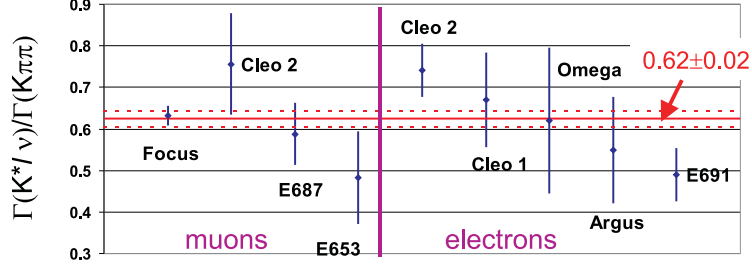 Γ(K*l ν)/Γ(Kππ)
0.9
0.8
0.7
0.6
0.5
0.4
0.3
Cleo 2
Cleo 2
Omega
0.62±0.02
Focus
Cleo 1
E687
E691
Argus
muons
electrons
E653